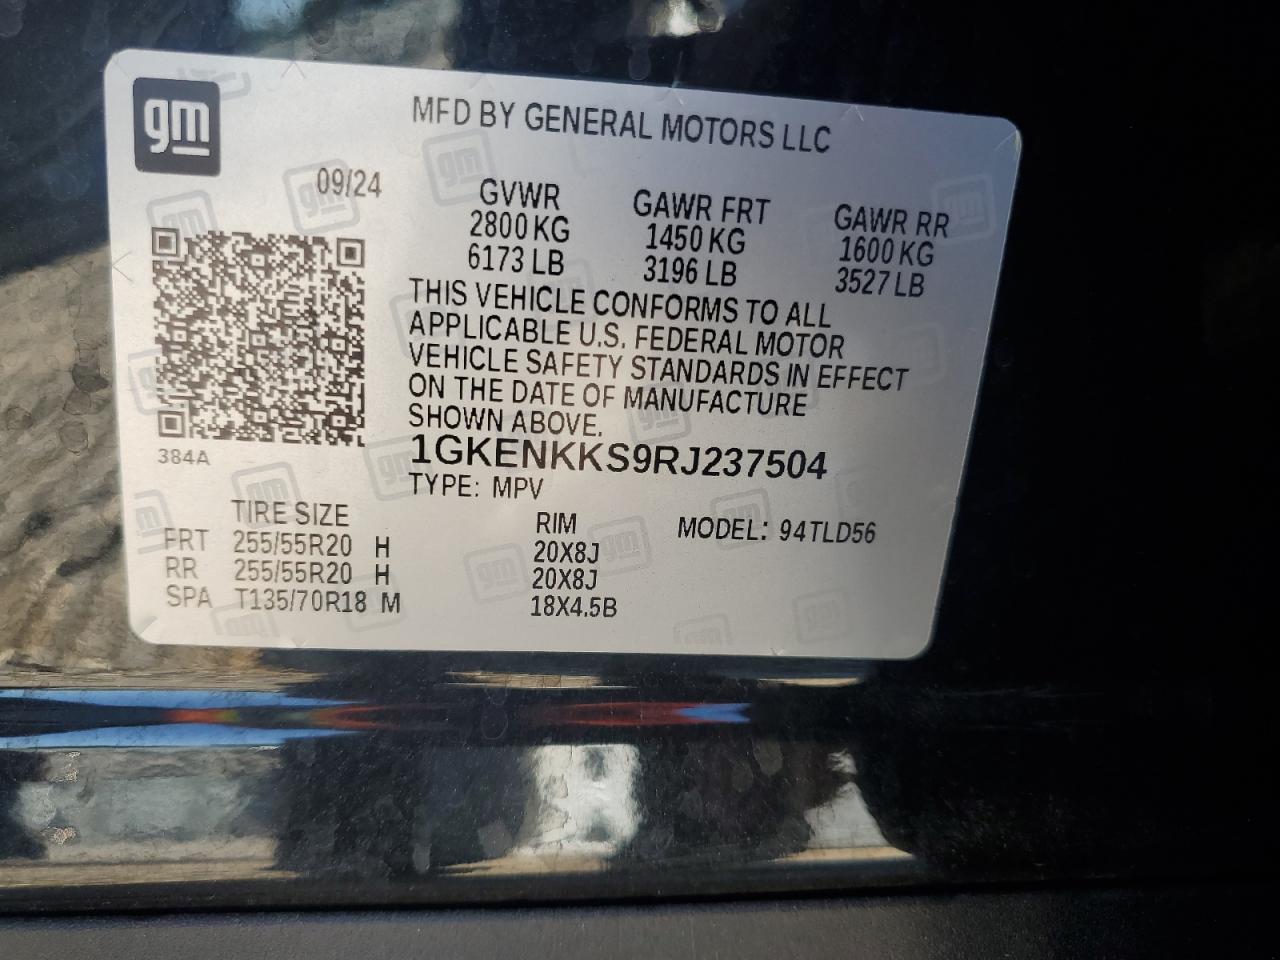 gm
MFD BY GENERAL MOTORS LLC
09/24
GVWR GAWR FRT GAWR RR
2800 KG 1450 KG 1600 KG
6173 LB 3196 LB 3527 LB
THIS VEHICLE CONFORMS TO ALL
APPLICABLE U.S. FEDERAL MOTOR
VEHICLE SAFETY STANDARDS IN EFFECT
ON THE DATE OF MANUFACTURE
SHOWN ABOVE.
384A
1GKENKKS9RJ237504
TYPE: MPV
TIRE SIZE RIM MODEL: 94TLD56
FRT 255/55R20 H 20X8J
RR 255/55R20 H 20X8J
SPA T135/70R18 M 18X4.5B